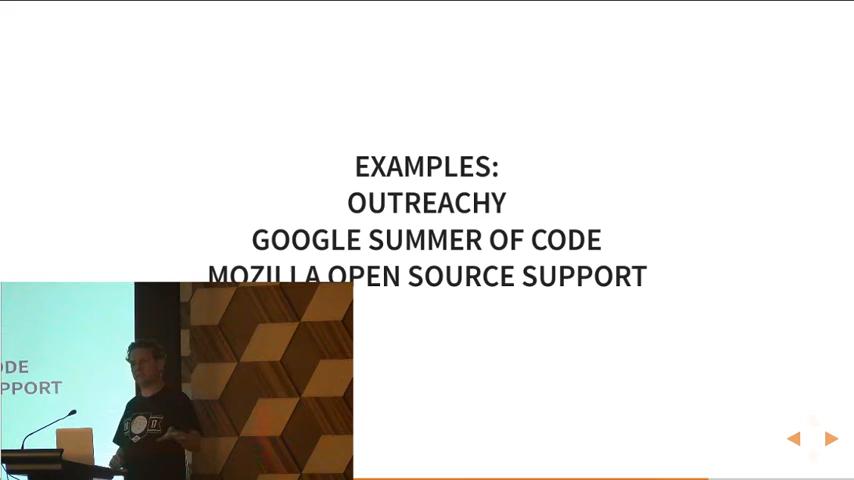 EXAMPLES:
OUTREACHY
GOOGLE SUMMER OF CODE
MOZILLA OPEN SOURCE SUPPORT
ODE
PPORT